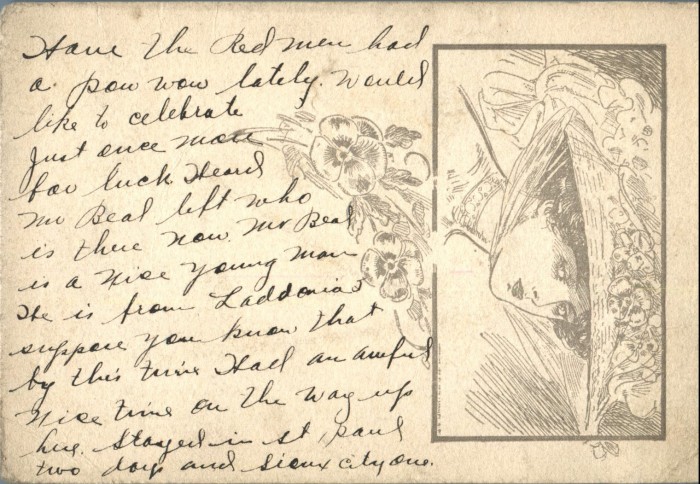 Have the Red men had
a pow wow lately. Would
like to celebrate
just once more
for luck Heard
Mr Beal left who
is there now. Mr Beal
is a nice young man
He is from Laddonia
suppose you know that
by this time Had an awful
nice time on the way up
here. Stayed in St. Paul
two days and Sioux city one.